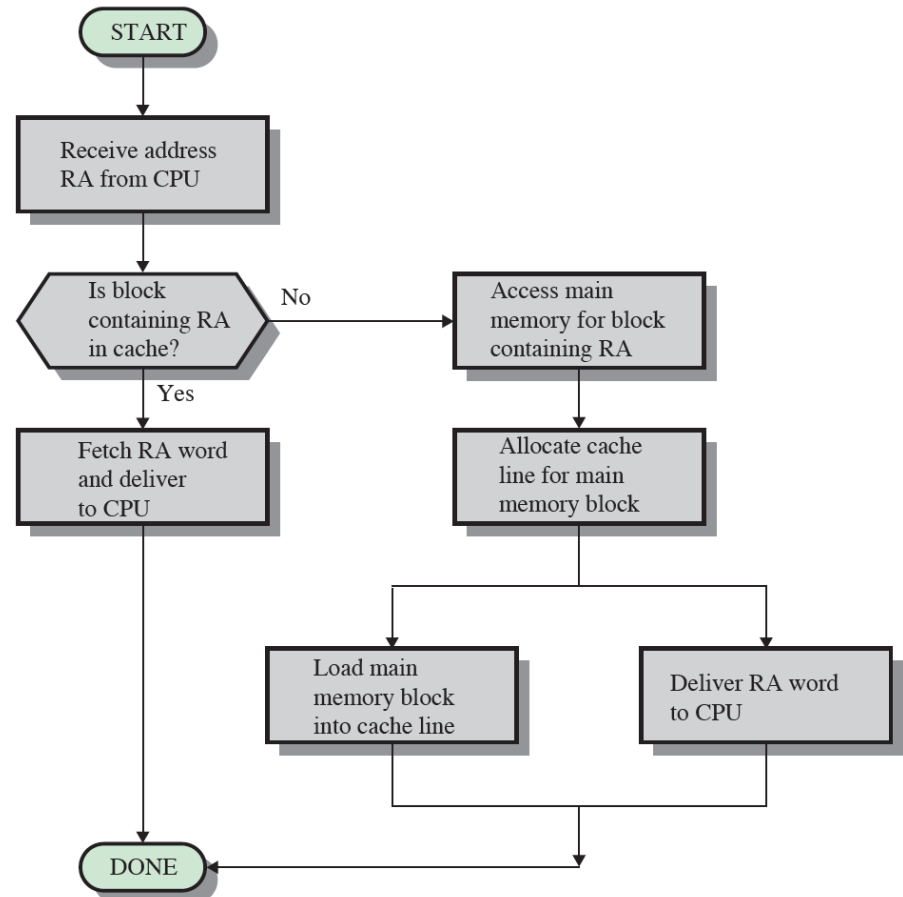 START
Receive address
RA from CPU
Is block
containing RA
in cache?
No
Access main
memory for block
containing RA
Yes
Fetch RA word
and deliver
to CPU
Allocate cache
line for main
memory block
Load main
memory block
into cache line
Deliver RA word
to CPU
DONE